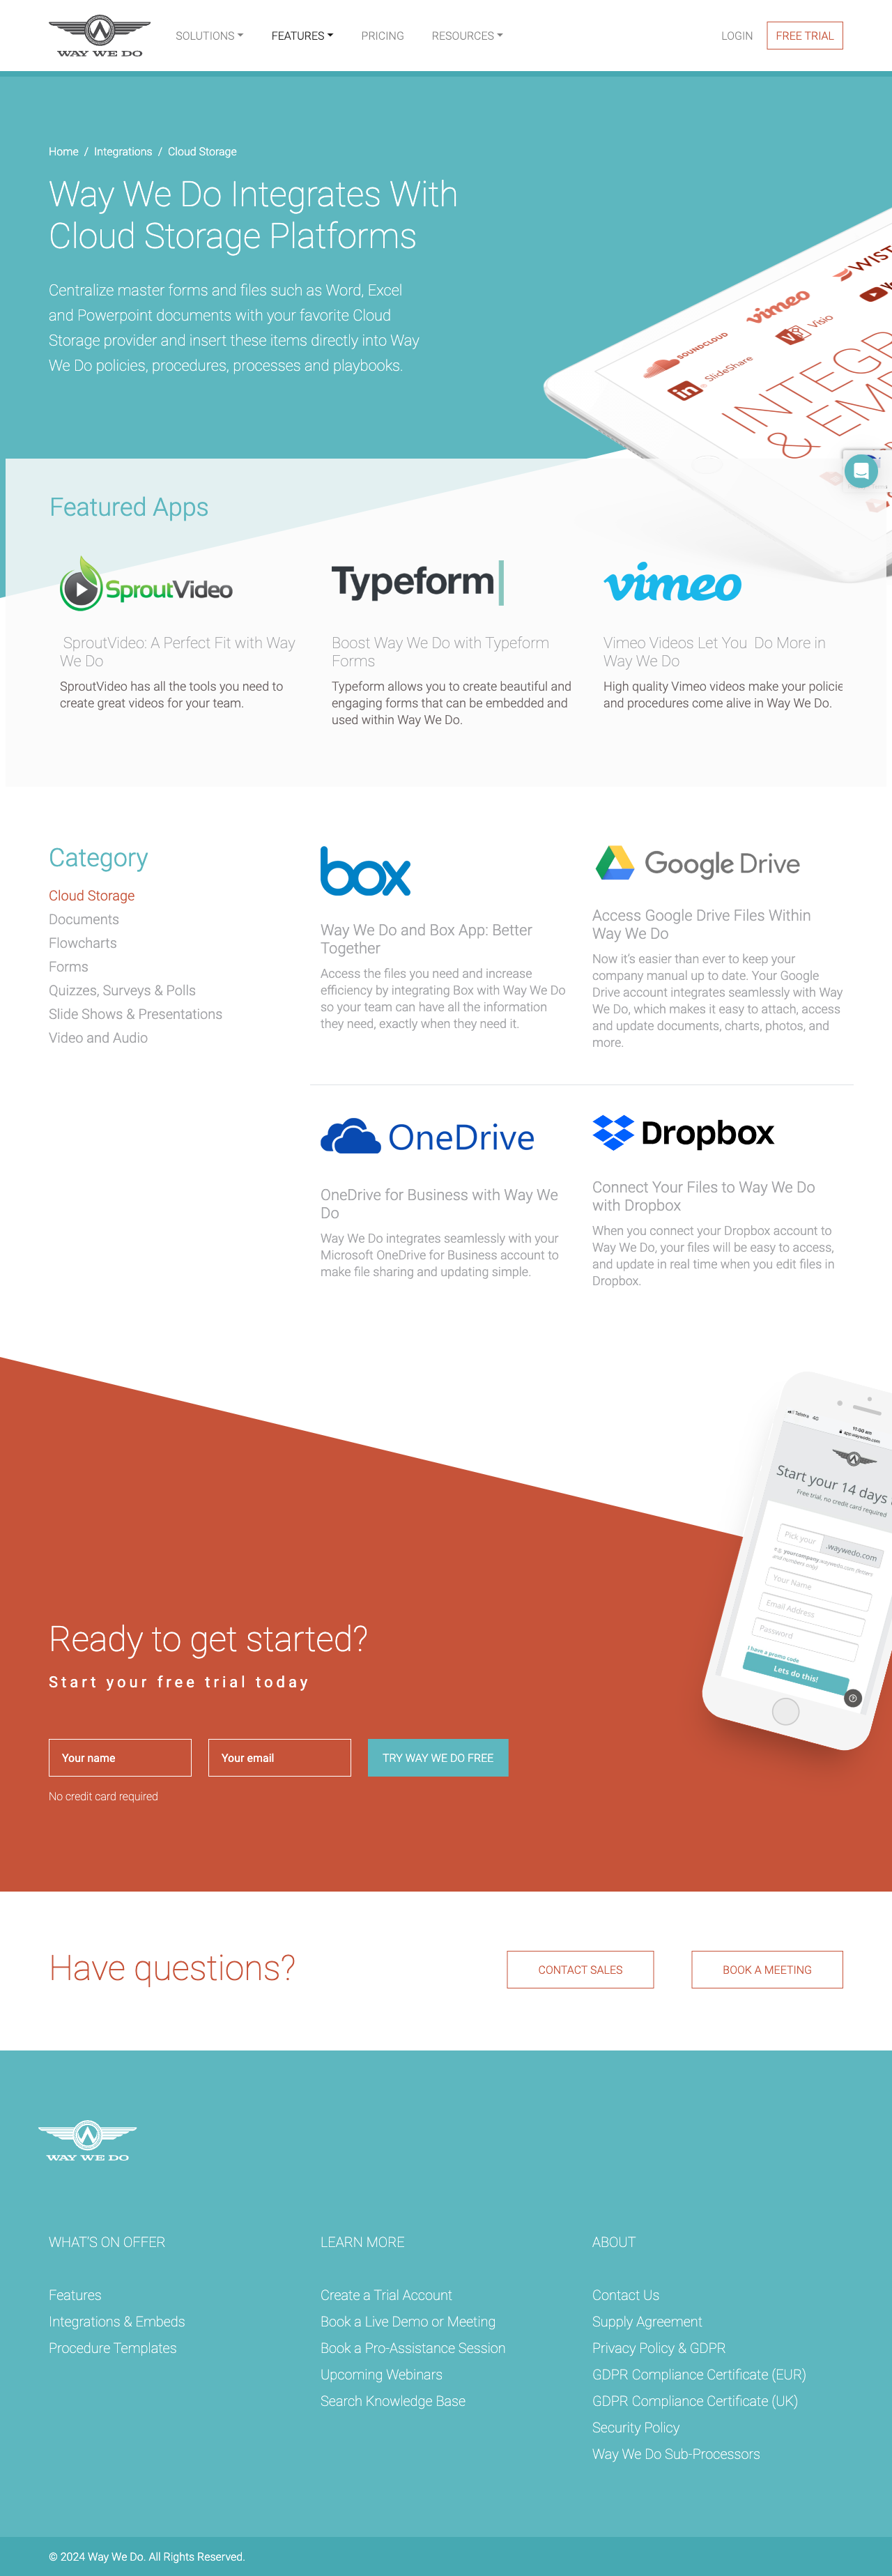 WAY WE DO
SOLUTIONS
FEATURES
PRICING
RESOURCES
LOGIN
FREE TRIAL
Home / Integrations / Cloud Storage
Way We Do Integrates With
Cloud Storage Platforms
Centralize master forms and files such as Word, Excel
and Powerpoint documents with your favorite Cloud
Storage provider and insert these items directly into Way
We Do policies, procedures, processes and playbooks.
WIST
vimeo
Visio
SOUNDCLOUD
SlideShare
INTEGR
& EMB
Featured Apps
SproutVideo
SproutVideo: A Perfect Fit with Way
We Do
SproutVideo has all the tools you need to
create great videos for your team.
Typeform
Boost Way We Do with Typeform
Forms
Typeform allows you to create beautiful and
engaging forms that can be embedded and
used within Way We Do.
vimeo
Vimeo Videos Let You Do More in
Way We Do
High quality Vimeo videos make your policie
and procedures come alive in Way We Do.
Category
Cloud Storage
Documents
Flowcharts
Forms
Quizzes, Surveys & Polls
Slide Shows & Presentations
Video and Audio
box
Way We Do and Box App: Better
Together
Access the files you need and increase
efficiency by integrating Box with Way We Do
so your team can have all the information
they need, exactly when they need it.
Google Drive
Access Google Drive Files Within
Way We Do
Now it's easier than ever to keep your
company manual up to date. Your Google
Drive account integrates seamlessly with Way
We Do, which makes it easy to attach, access
and update documents, charts, photos, and
more.
OneDrive
OneDrive for Business with Way We
Do
Way We Do integrates seamlessly with your
Microsoft OneDrive for Business account to
make file sharing and updating simple.
Dropbox
Connect Your Files to Way We Do
with Dropbox
When you connect your Dropbox account to
Way We Do, your files will be easy to access,
and update in real time when you edit files in
Dropbox.
Telstra 4G
11:00 am
app.waywedo.com
Start your 14 days
Free trial, no credit card required
Pick your
.waywedo.com
e.g. yourcompany.waywedo.com (letters
and numbers only)
Your Name
Email Address
Password
I have a promo code
Lets do this!
Ready to get started?
Start your free trial today
Your name
Your email
TRY WAY WE DO FREE
No credit card required
Have questions?
CONTACT SALES
BOOK A MEETING
WAY WE DO
WHAT'S ON OFFER
Features
Integrations & Embeds
Procedure Templates
LEARN MORE
Create a Trial Account
Book a Live Demo or Meeting
Book a Pro-Assistance Session
Upcoming Webinars
Search Knowledge Base
ABOUT
Contact Us
Supply Agreement
Privacy Policy & GDPR
GDPR Compliance Certificate (EUR)
GDPR Compliance Certificate (UK)
Security Policy
Way We Do Sub-Processors
© 2024 Way We Do. All Rights Reserved.